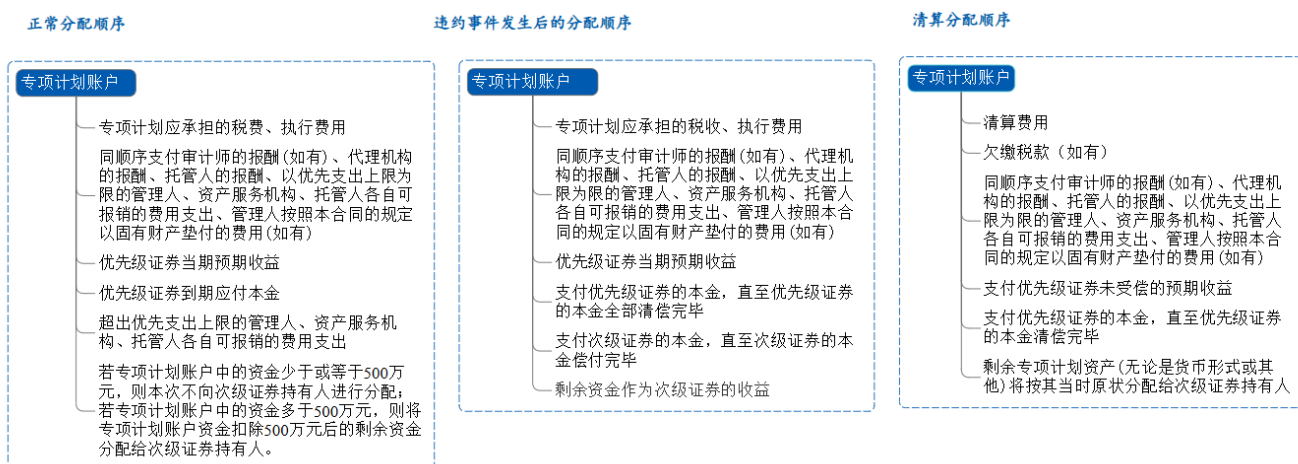 正常分配顺序
专项计划账户
专项计划应承担的税费、执行费用
同顺序支付审计师的报酬(如有)、代理机构
的报酬、托管人的报酬、以优先支出上限为
限的管理人、资产服务机构、托管人各自可
报销的费用支出、管理人按照本合同的规定
以固有财产垫付的费用(如有)
优先级证券当期预期收益
优先级证券到期应付本金
超出优先支出上限的管理人、资产服务机
构、托管人各自可报销的费用支出
若专项计划账户中的资金少于或等于500万
元，则本次不向次级证券持有人进行分配；
若专项计划账户中的资金多于500万元，则将
专项计划账户资金扣除500万元后的剩余资金
分配给次级证券持有人。
违约事件发生后的分配顺序
专项计划账户
专项计划应承担的税收、执行费用
同顺序支付审计师的报酬(如有)、代理机
构的报酬、托管人的报酬、以优先支出上
限为限的管理人、资产服务机构、托管人
各自可报销的费用支出、管理人按照本合
同的规定以固有财产垫付的费用(如有)
优先级证券当期预期收益
支付优先级证券的本金，直至优先级证券
的本金全部清偿完毕
支付次级证券的本金，直至次级证券的本
金偿付完毕
剩余资金作为次级证券的收益
清算分配顺序
专项计划账户
清算费用
欠缴税款（如有）
同顺序支付审计师的报酬(如有)、代理机
构的报酬、托管人的报酬、以优先支出上
限为限的管理人、资产服务机构、托管人
各自可报销的费用支出、管理人按照本合
同的规定以固有财产垫付的费用(如有)
支付优先级证券未受偿的预期收益
支付优先级证券的本金，直至优先级证券
的本金清偿完毕
剩余专项计划资产(无论是货币形式或其
他)将按其当时原状分配给次级证券持有人